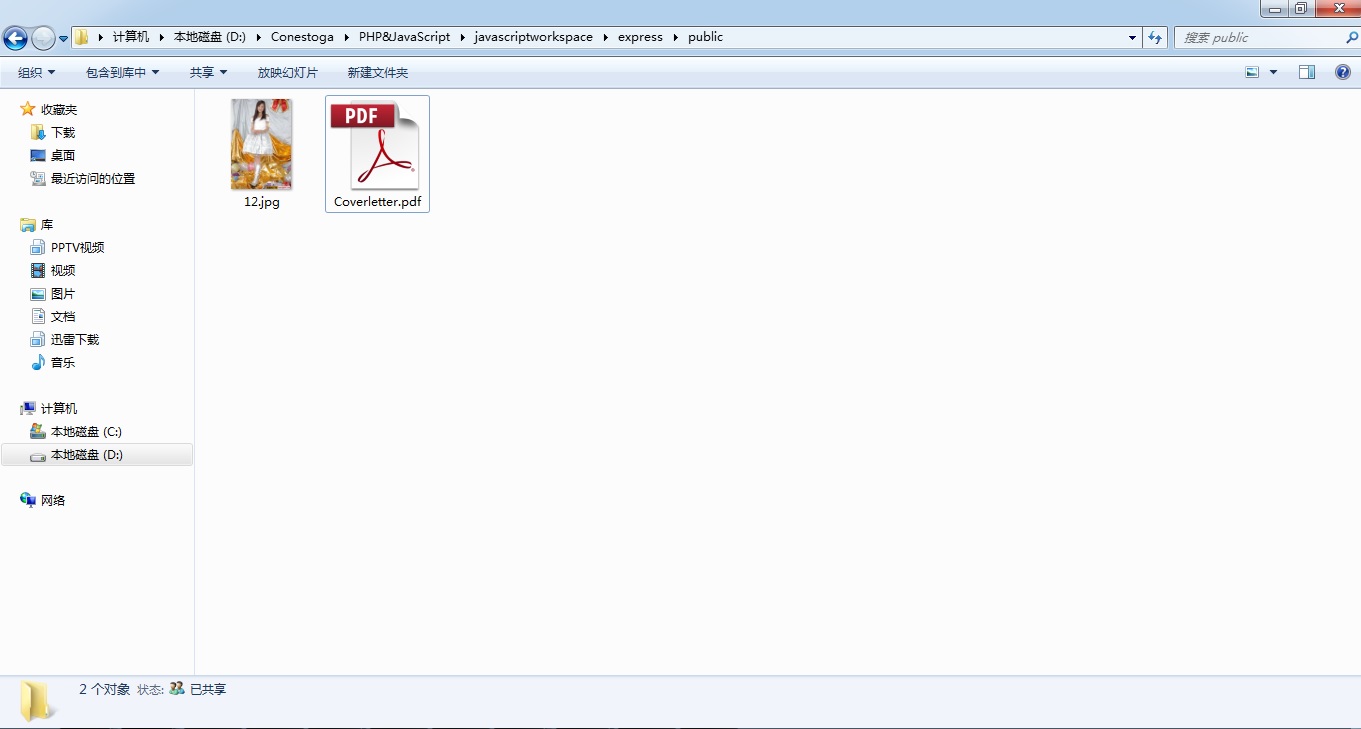 计算机 本地磁盘 (D:) Conestoga PHP&JavaScript javascriptworkspace express public 搜索 public
组织 包含到库中 共享 放映幻灯片 新建文件夹
收藏夹
下载
桌面
最近访问的位置
库
PPTV视频
视频
图片
文档
迅雷下载
音乐
计算机
本地磁盘 (C:)
本地磁盘 (D:)
网络
PDF
12.jpg Coverletter.pdf
2 个对象 状态: 已共享